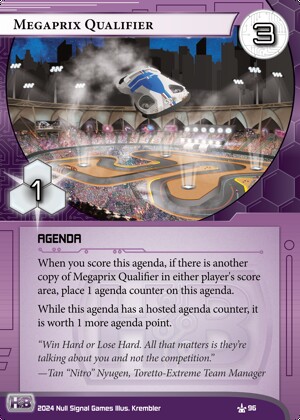 Megaprix Qualifier
3
1
AGENDA
When you score this agenda, if there is another
copy of Megaprix Qualifier in either player's score
area, place 1 agenda counter on this agenda.
While this agenda has a hosted agenda counter, it
is worth 1 more agenda point.
“Win Hard or Lose Hard. All that matters is they're
talking about you and not the competition.”
—Tan “Nitro” Nyugen, Toretto-Extreme Team Manager
HB
2024 Null Signal Games Illus. Krembler
96